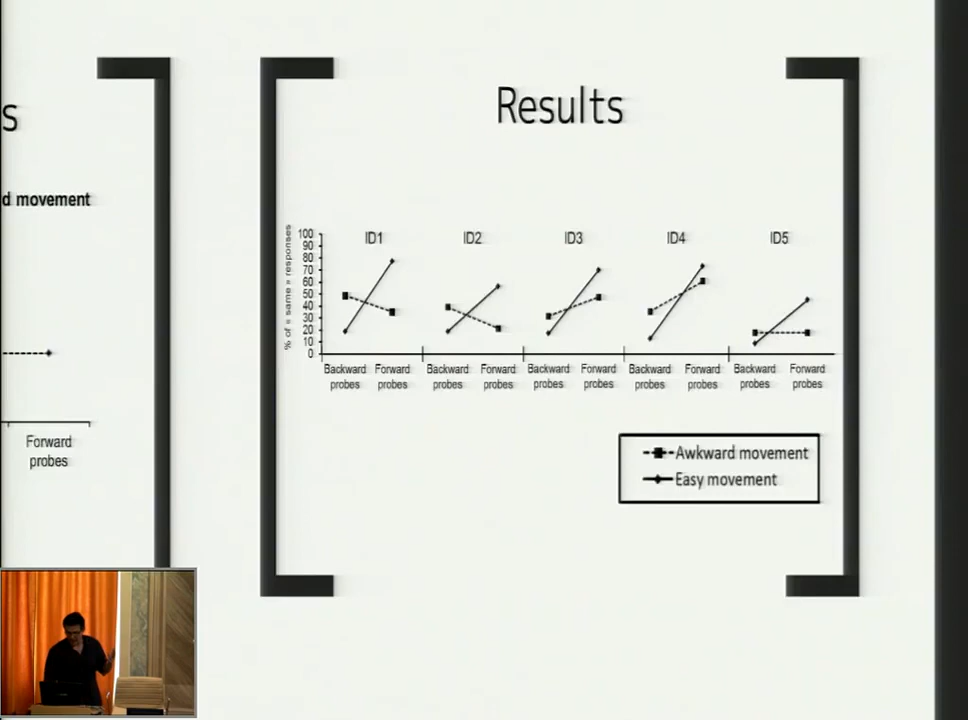 s
d movement
Forward
probes
Results
% of « same » responses
100
90
80
70
60
50
40
30
20
10
0
ID1
ID2
ID3
ID4
ID5
Backward probes
Forward probes
Backward probes
Forward probes
Backward probes
Forward probes
Backward probes
Forward probes
Backward probes
Forward probes
Awkward movement
Easy movement